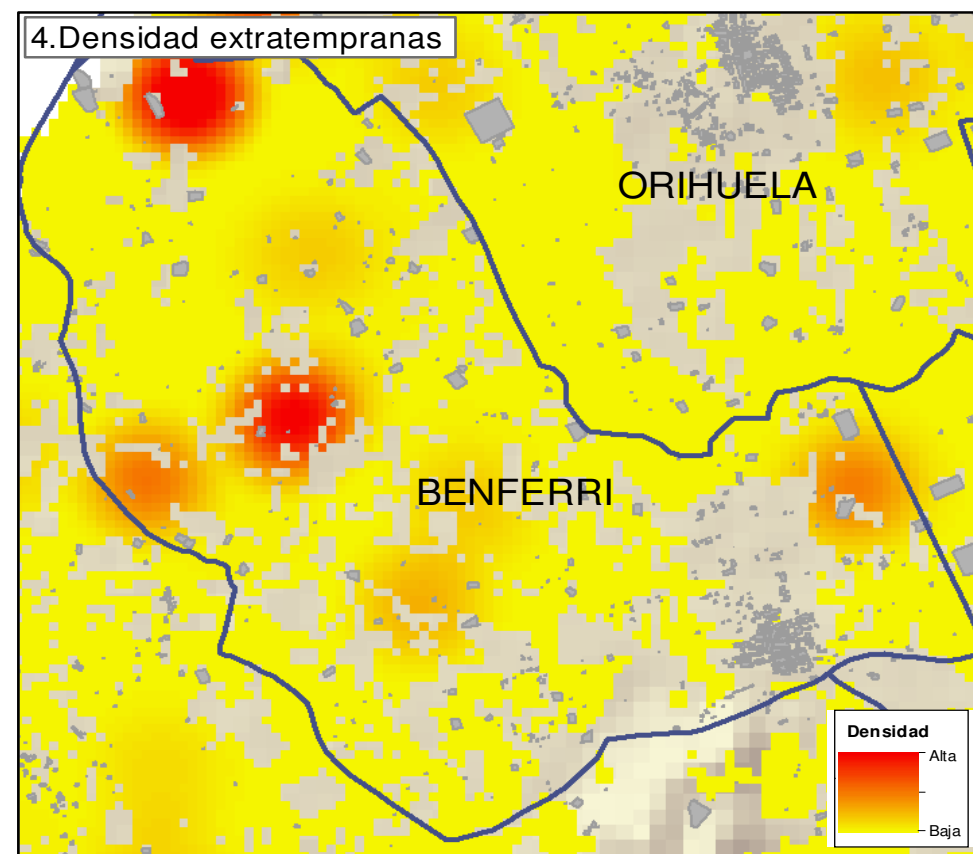 4.Densidad extratempranas
ORIHUELA
BENFERRI
Densidad
Alta
Baja